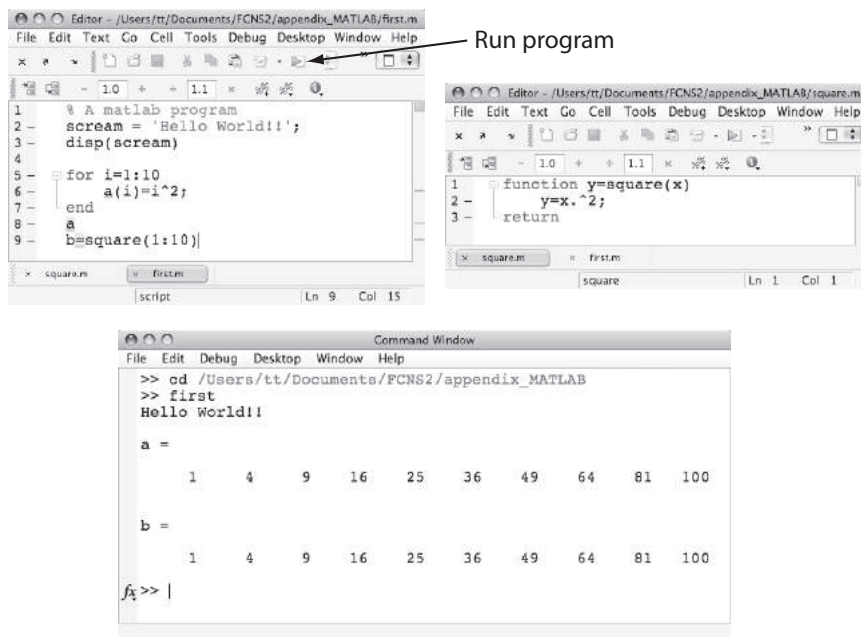 Editor - /Users/tt/Documents/FCNS2/appendix_MATLAB/first.m
File Edit Text Go Cell Tools Debug Desktop Window Help
Run program
- 1.0 + ÷ 1.1 ×
1 % A matlab program
2 - scream = 'Hello World!!';
3 - disp(scream)
4
5 - for i=1:10
6 - a(i)=i^2;
7 - end
8 - a
9 - b=square(1:10)
× square.m × first.m
script Ln 9 Col 15
Editor - /Users/tt/Documents/FCNS2/appendix_MATLAB/square.m
File Edit Text Go Cell Tools Debug Desktop Window Help
- 1.0 + ÷ 1.1 ×
1 function y=square(x)
2 - y=x.^2;
3 - return
× square.m × first.m
square Ln 1 Col 1
Command Window
File Edit Debug Desktop Window Help
>> cd /Users/tt/Documents/FCNS2/appendix_MATLAB
>> first
Hello World!!
a =
1 4 9 16 25 36 49 64 81 100
b =
1 4 9 16 25 36 49 64 81 100
fx >>